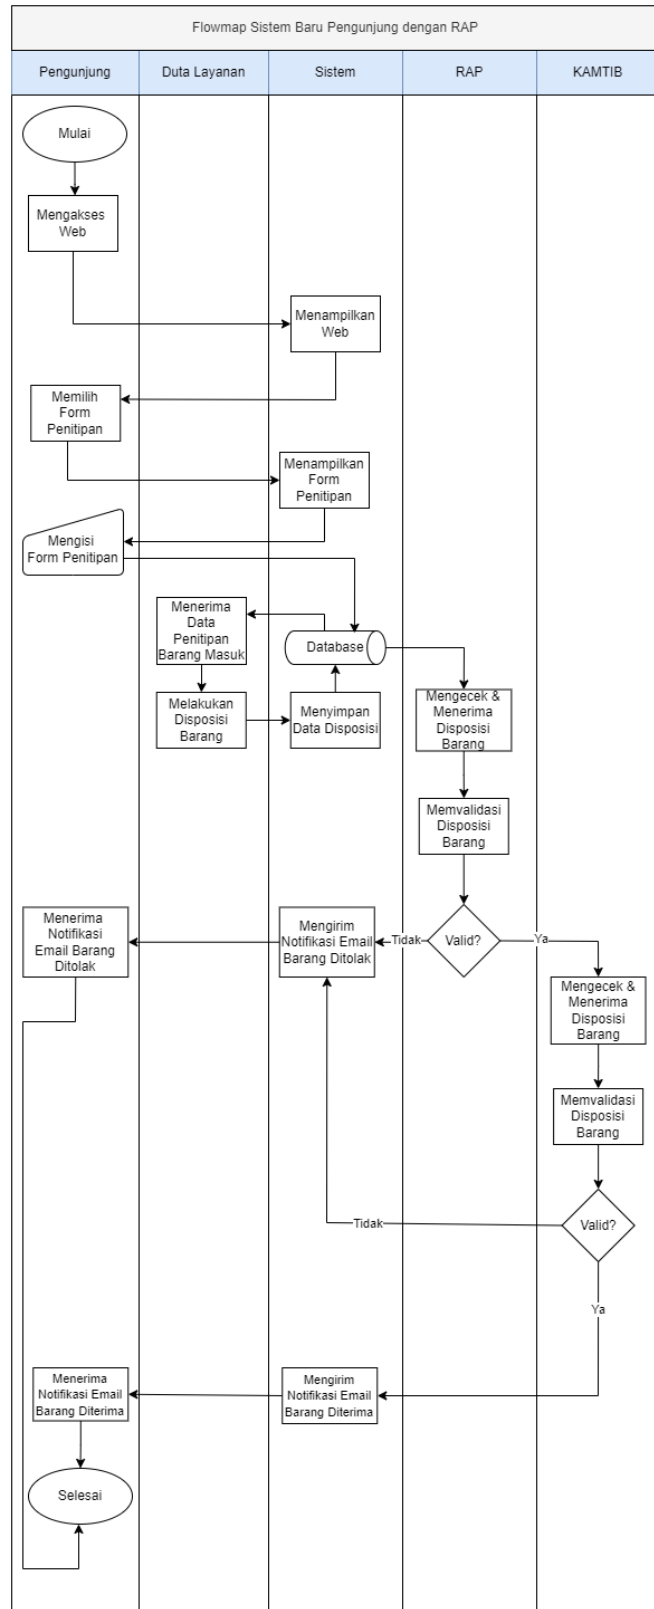 Flowmap Sistem Baru Pengunjung dengan RAP
Pengunjung
Duta Layanan
Sistem
RAP
KAMTIB
Mulai
Mengakses
Web
Menampilkan
Web
Memilih
Form
Penitipan
Menampilkan
Form
Penitipan
Mengisi
Form Penitipan
Menerima
Data
Penitipan
Barang Masuk
Database
Melakukan
Disposisi
Barang
Menyimpan
Data Disposisi
Mengecek &
Menerima
Disposisi
Barang
Memvalidasi
Disposisi
Barang
Menerima
Notifikasi
Email Barang
Ditolak
Mengirim
Notifikasi Email
Barang Ditolak
Tidak
Valid?
Ya
Mengecek &
Menerima
Disposisi
Barang
Memvalidasi
Disposisi
Barang
Tidak
Valid?
Ya
Menerima
Notifikasi Email
Barang Diterima
Mengirim
Notifikasi Email
Barang Diterima
Selesai